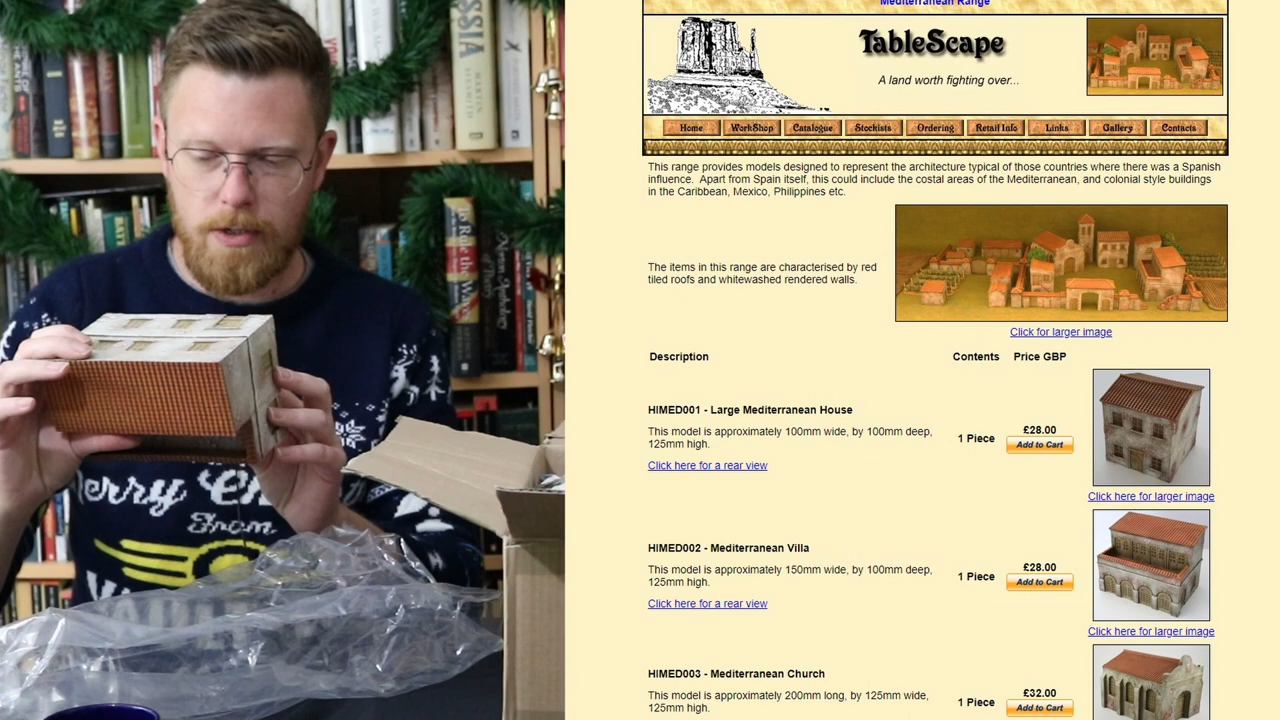 Mediterranean Range
TableScape
A land worth fighting over...
Home WorkShop Catalogue Stockists Ordering Retail Info Links Gallery Contacts
This range provides models designed to represent the architecture typical of those countries where there was a Spanish
influence. Apart from Spain itself, this could include the costal areas of the Mediterranean, and colonial style buildings
in the Caribbean, Mexico, Philippines etc.
The items in this range are characterised by red
tiled roofs and whitewashed rendered walls.
Click for larger image
Description Contents Price GBP
HIMED001 - Large Mediterranean House
This model is approximately 100mm wide, by 100mm deep,
125mm high.
Click here for a rear view
1 Piece
£28.00
Add to Cart
Click here for larger image
HIMED002 - Mediterranean Villa
This model is approximately 150mm wide, by 100mm deep,
125mm high.
Click here for a rear view
1 Piece
£28.00
Add to Cart
Click here for larger image
HIMED003 - Mediterranean Church
This model is approximately 200mm long, by 125mm wide,
125mm high.
1 Piece
£32.00
Add to Cart
From